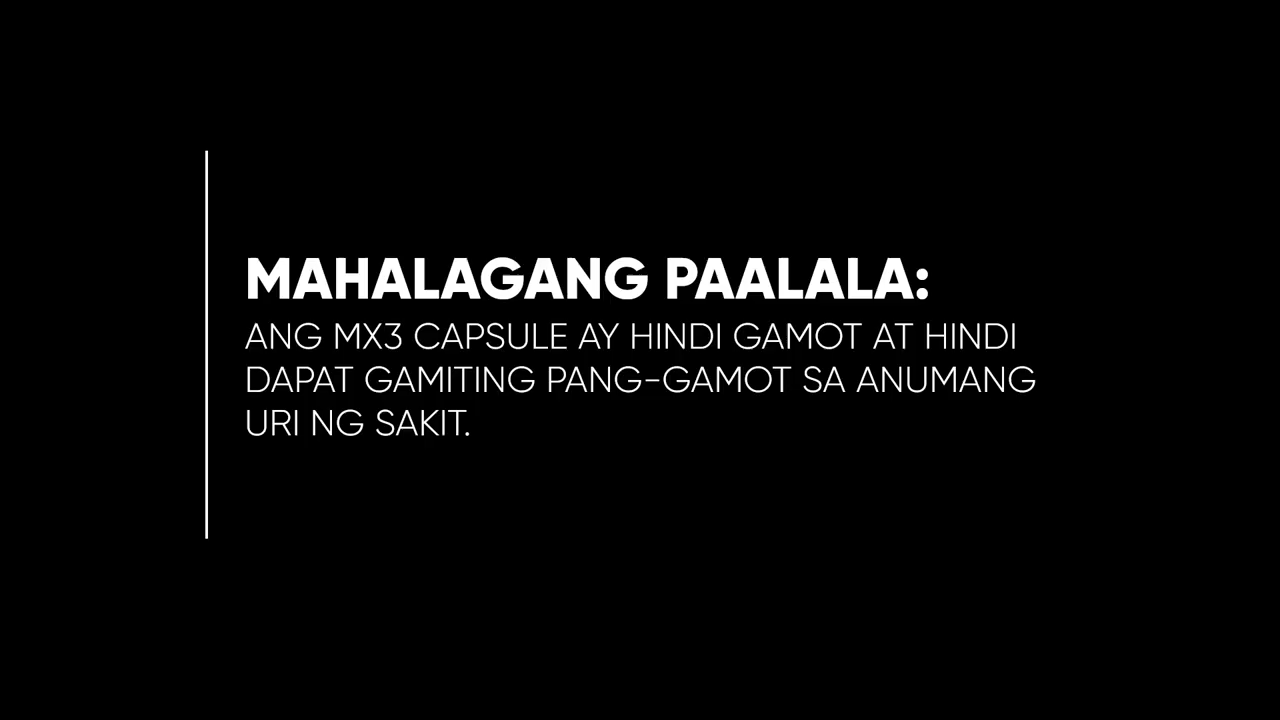 MAHALAGANG PAALALA:
ANG MX3 CAPSULE AY HINDI GAMOT AT HINDI
DAPAT GAMITING PANG-GAMOT SA ANUMANG
URI NG SAKIT.